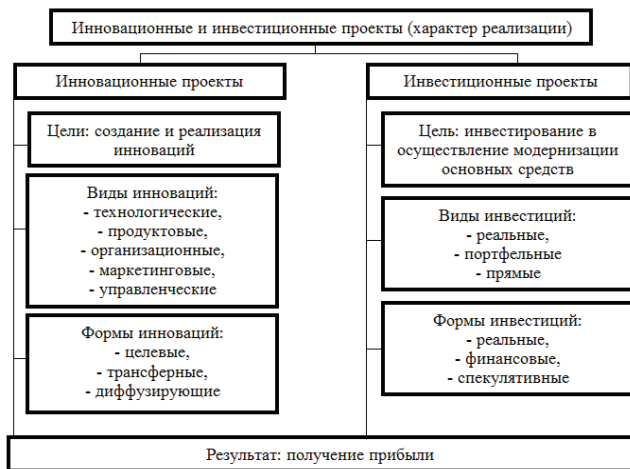 Инновационные и инвестиционные проекты (характер реализации)
Инновационные проекты
Цели: создание и реализация
инноваций
Виды инноваций:
- технологические,
- продуктовые,
- организационные,
- маркетинговые,
- управленческие
Формы инноваций:
- целевые,
- трансферные,
- диффузирующие
Инвестиционные проекты
Цель: инвестирование в
осуществление модернизации
основных средств
Виды инвестиций:
- реальные,
- портфельные
- прямые
Формы инвестиций:
- реальные,
- финансовые,
- спекулятивные
Результат: получение прибыли